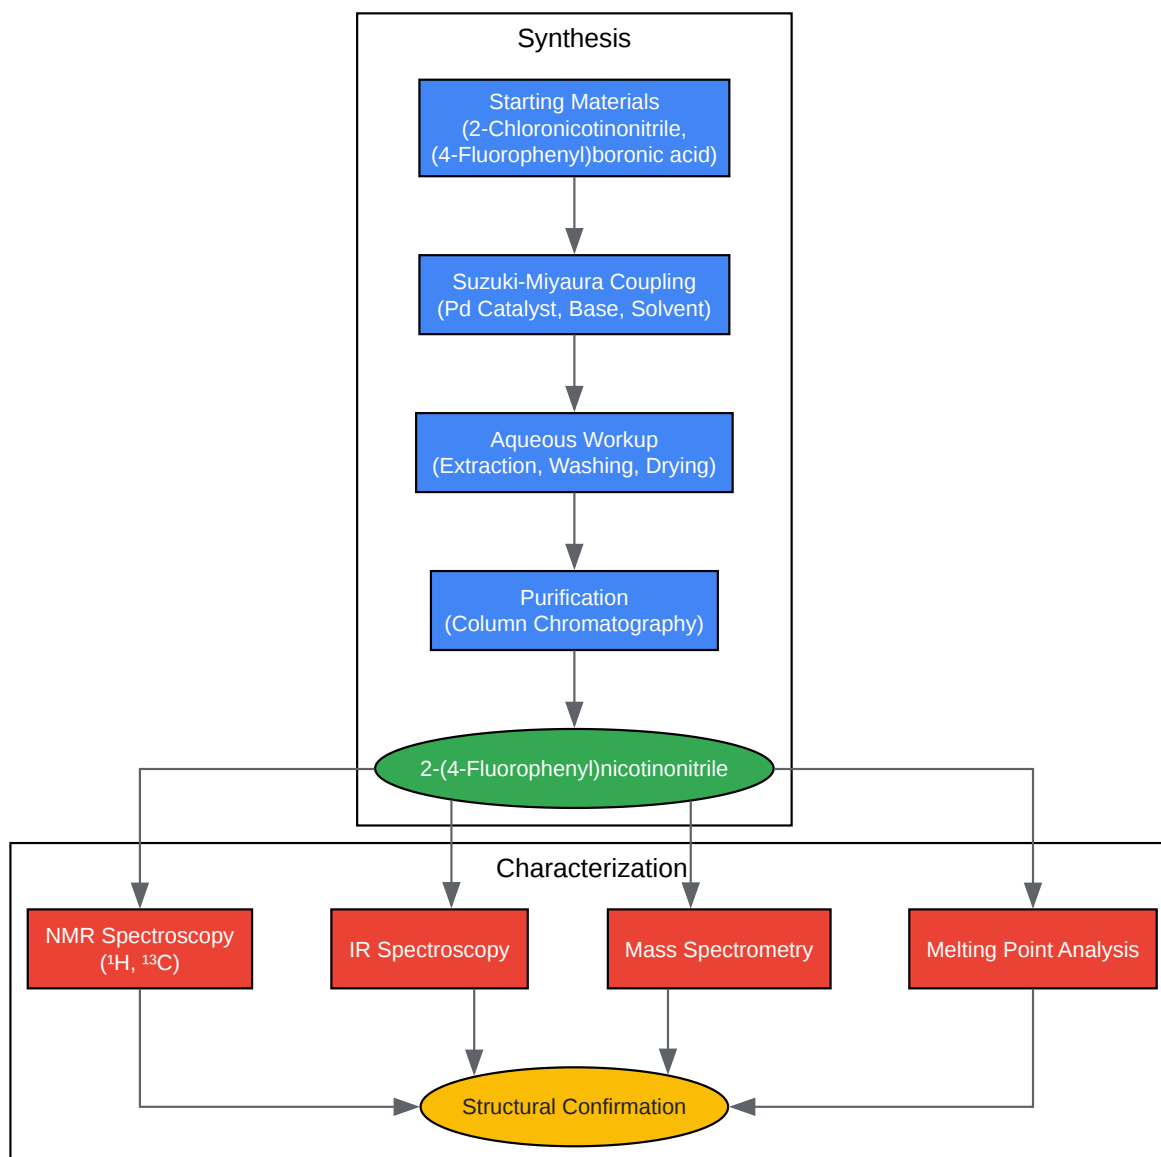 Synthesis
Starting Materials
(2-Chloronicotinonitrile,
(4-Fluorophenyl)boronic acid)
Suzuki-Miyaura Coupling
(Pd Catalyst, Base, Solvent)
Aqueous Workup
(Extraction, Washing, Drying)
Purification
(Column Chromatography)
2-(4-Fluorophenyl)nicotinonitrile
Characterization
NMR Spectroscopy
(¹H, ¹³C)
IR Spectroscopy
Mass Spectrometry
Melting Point Analysis
Structural Confirmation